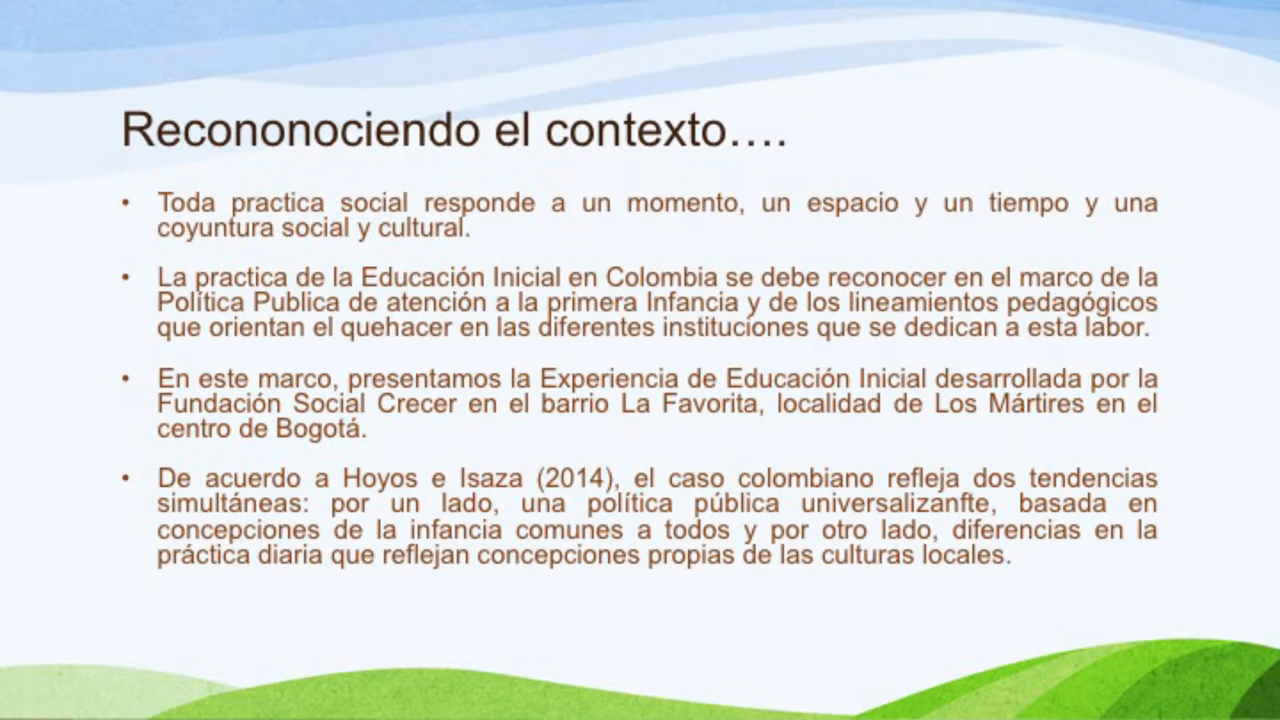 Recononociendo el contexto….
• Toda practica social responde a un momento, un espacio y un tiempo y una
coyuntura social y cultural.
• La practica de la Educación Inicial en Colombia se debe reconocer en el marco de la
Política Publica de atención a la primera Infancia y de los lineamientos pedagógicos
que orientan el quehacer en las diferentes instituciones que se dedican a esta labor.
• En este marco, presentamos la Experiencia de Educación Inicial desarrollada por la
Fundación Social Crecer en el barrio La Favorita, localidad de Los Mártires en el
centro de Bogotá.
• De acuerdo a Hoyos e Isaza (2014), el caso colombiano refleja dos tendencias
simultáneas: por un lado, una política pública universalizanfte, basada en
concepciones de la infancia comunes a todos y por otro lado, diferencias en la
práctica diaria que reflejan concepciones propias de las culturas locales.